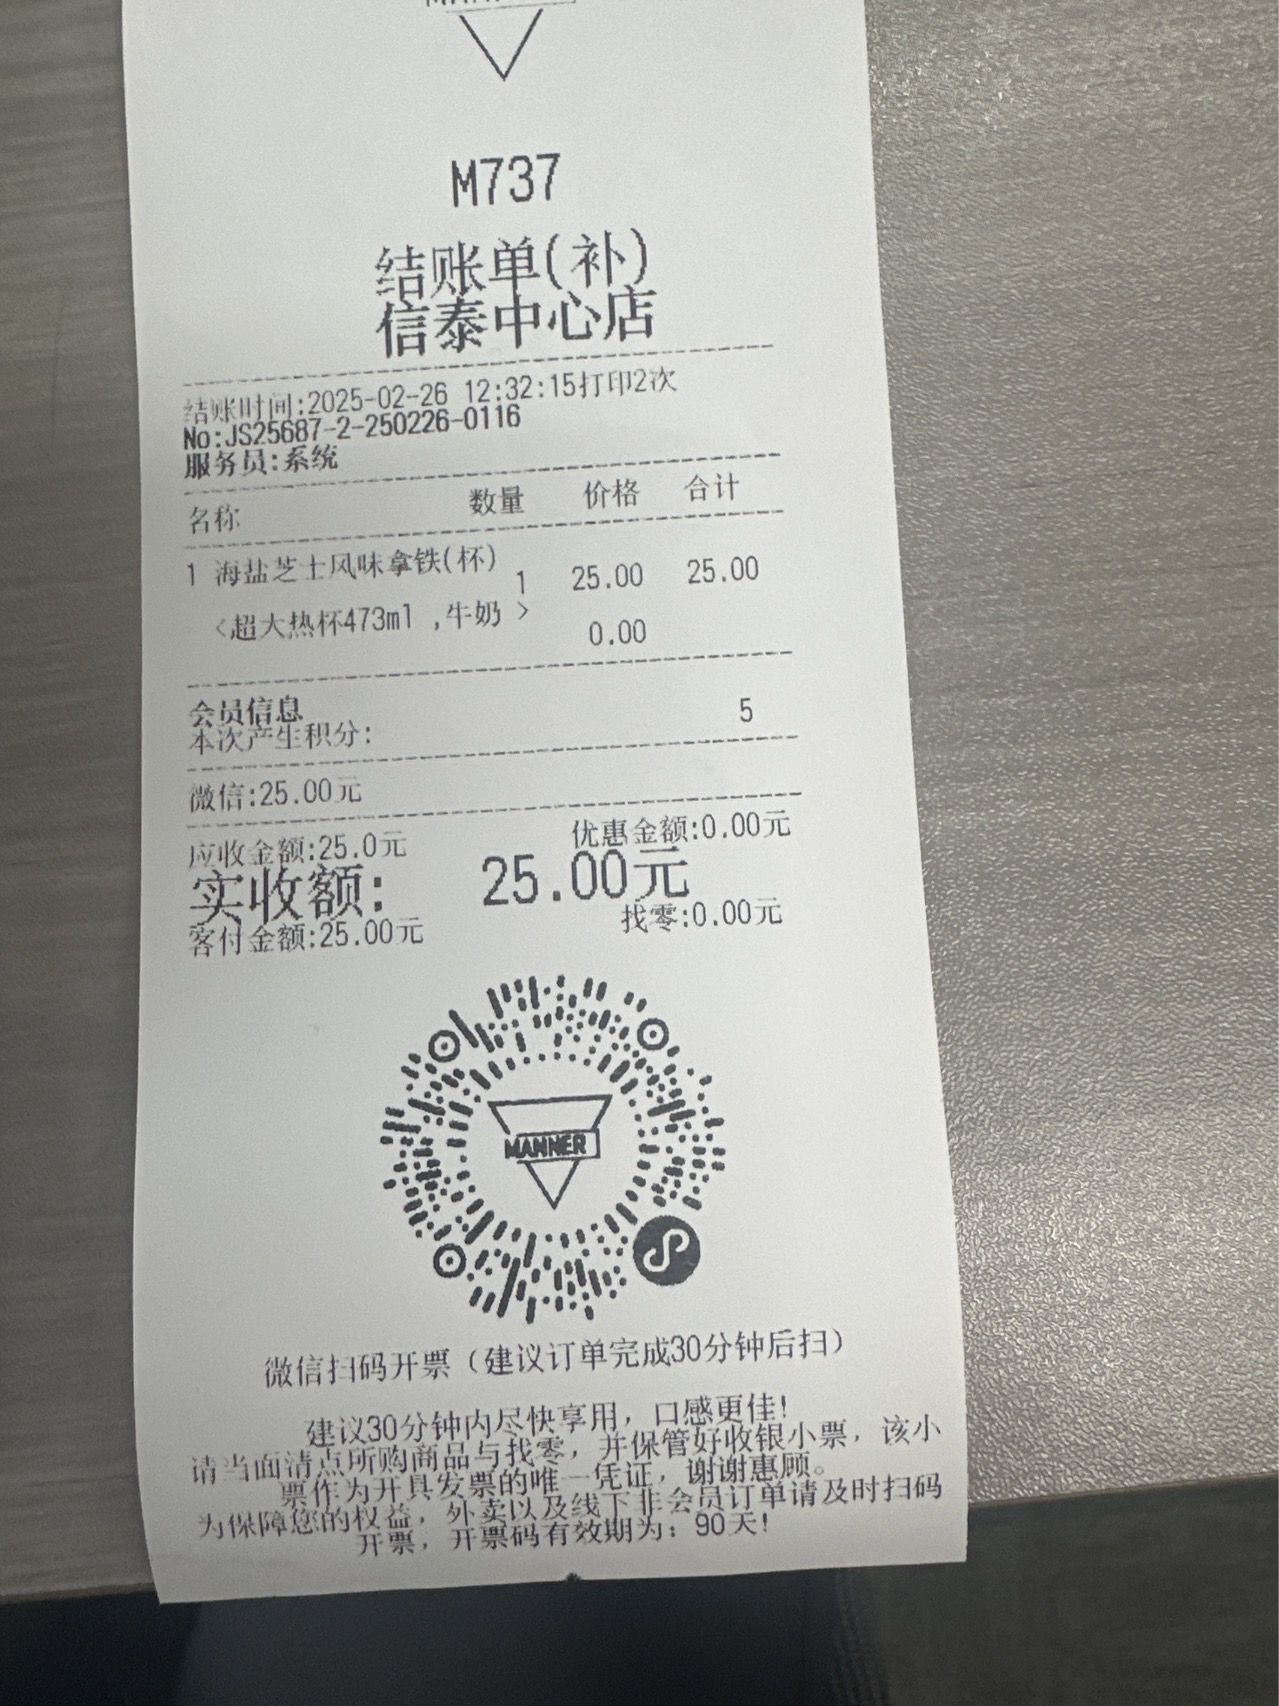 M737
结账单(补)
信泰中心店
结账时间:2025-02-26 12:32:15打印2次
No:JS25687-2-250226-0116
服务员:系统
名称 数量 价格 合计
1 海盐芝士风味拿铁(杯) 1 25.00 25.00
<超大热杯473ml ,牛奶 > 0.00
会员信息
本次产生积分: 5
微信:25.00元
应收金额:25.0元 优惠金额:0.00元
实收额: 25.00元
客付金额:25.00元 找零:0.00元
MANNER
微信扫码开票（建议订单完成30分钟后扫）
建议30分钟内尽快享用，口感更佳！
请当面清点所购商品与找零，并保管好收银小票，该小
票作为开具发票的唯一凭证，谢谢惠顾。
为保障您的权益，外卖以及线下非会员订单请及时扫码
开票，开票码有效期为：90天！